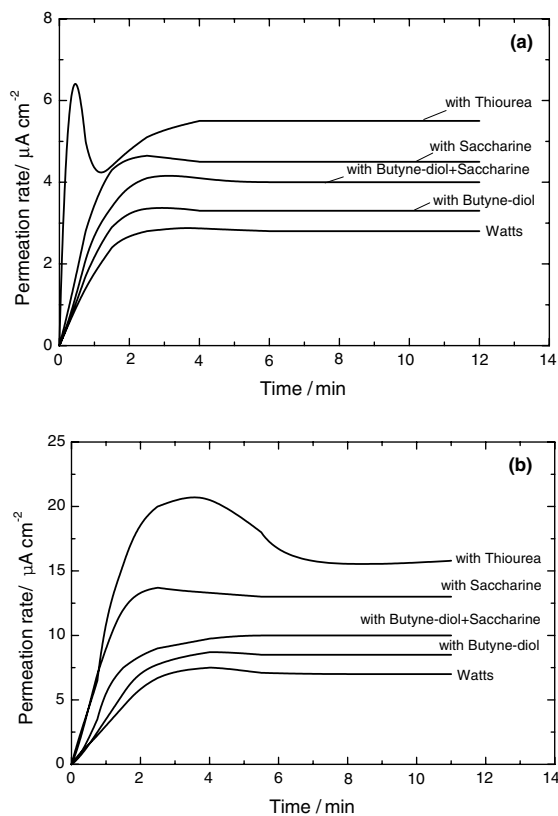 (a)
8
6
4
2
0
Permeation rate/ μA cm-2
with Thiourea
with Saccharine
with Butyne-diol+Saccharine
with Butyne-diol
Watts
0 2 4 6 8 10 12 14
Time / min
(b)
25
20
15
10
5
0
Permeation rate/ μA cm-2
with Thiourea
with Saccharine
with Butyne-diol+Saccharine
with Butyne-diol
Watts
0 2 4 6 8 10 12 14
Time / min